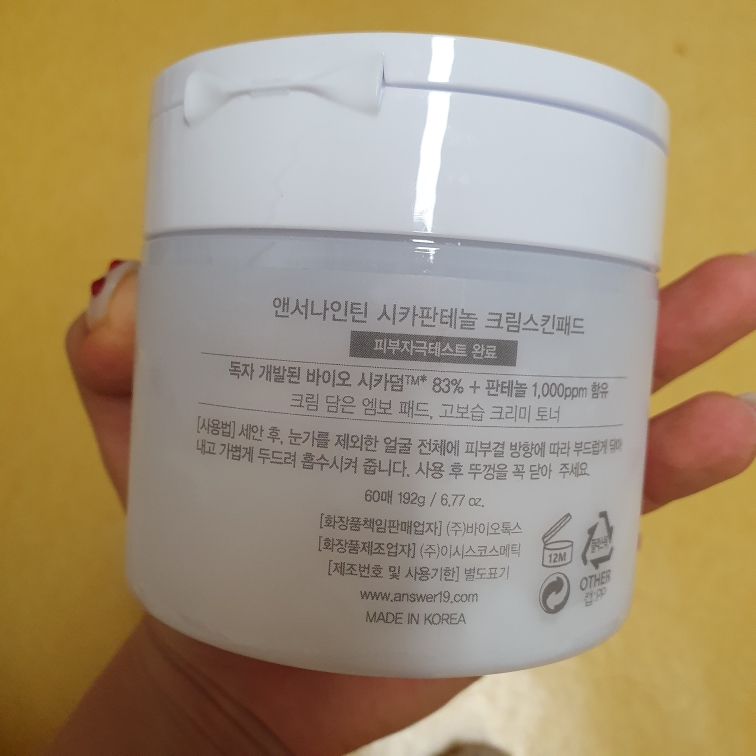 앤서나인틴 시카판테놀 크림스킨패드
피부자극테스트 완료
독자 개발된 바이오 시카덤™* 83% + 판테놀 1,000ppm 함유
크림 담은 엠보 패드, 고보습 크리미 토너
[사용법] 세안 후, 눈가를 제외한 얼굴 전체에 피부결 방향에 따라 부드럽게 닦아
내고 가볍게 두드려 흡수시켜 줍니다. 사용 후 뚜껑을 꼭 닫아 주세요.
60매 192g / 6.77 oz.
[화장품책임판매업자] (주)바이오톡스
[화장품제조업자] (주)이시스코스메틱
[제조번호 및 사용기한] 별도표기
www.answer19.com
MADE IN KOREA
12M
플라스틱
OTHER
캡:PP